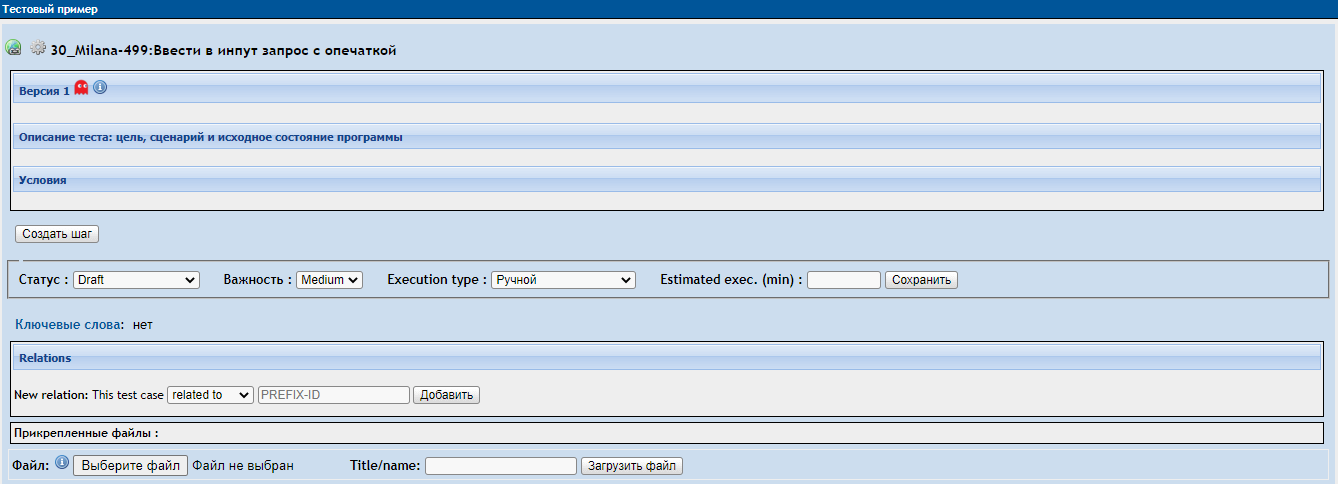 Тестовый пример
30_Milana-499:Ввести в инпут запрос с опечаткой
Версия 1
Описание теста: цель, сценарий и исходное состояние программы
Условия
Создать шаг
Статус : Draft Важность : Medium Execution type : Ручной Estimated exec. (min) : Сохранить
Ключевые слова: нет
Relations
New relation: This test case related to PREFIX-ID Добавить
Прикрепленные файлы :
Файл: Выберите файл Файл не выбран Title/name: Загрузить файл